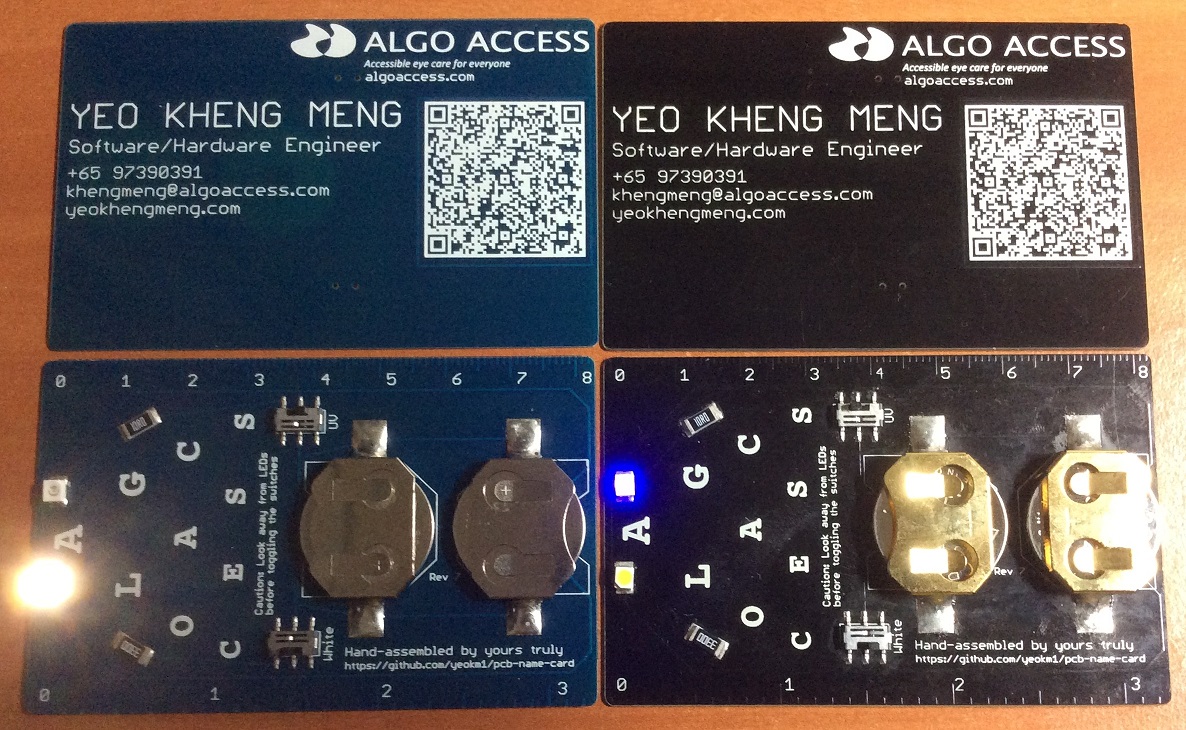 ALGO ACCESS
Accessible eye care for everyone
algoaccess.com
YEO KHENG MENG
Software/Hardware Engineer
+65 97390391
khengmeng@algoaccess.com
yeokhengmeng.com
ALGO ACCESS
Accessible eye care for everyone
algoaccess.com
YEO KHENG MENG
Software/Hardware Engineer
+65 97390391
khengmeng@algoaccess.com
yeokhengmeng.com
0 1 2 3 4 5 6 7 8
ALGO
ACCESS
UV
Caution: Look away from LEDs
before toggling the switches
Rev
White
Hand-assembled by yours truly
https://github.com/yeokm1/pcb-name-card
0 1 2 3
0 1 2 3 4 5 6 7 8
ALGO
ACCESS
UV
Caution: Look away from LEDs
before toggling the switches
Rev
White
Hand-assembled by yours truly
https://github.com/yeokm1/pcb-name-card
0 1 2 3